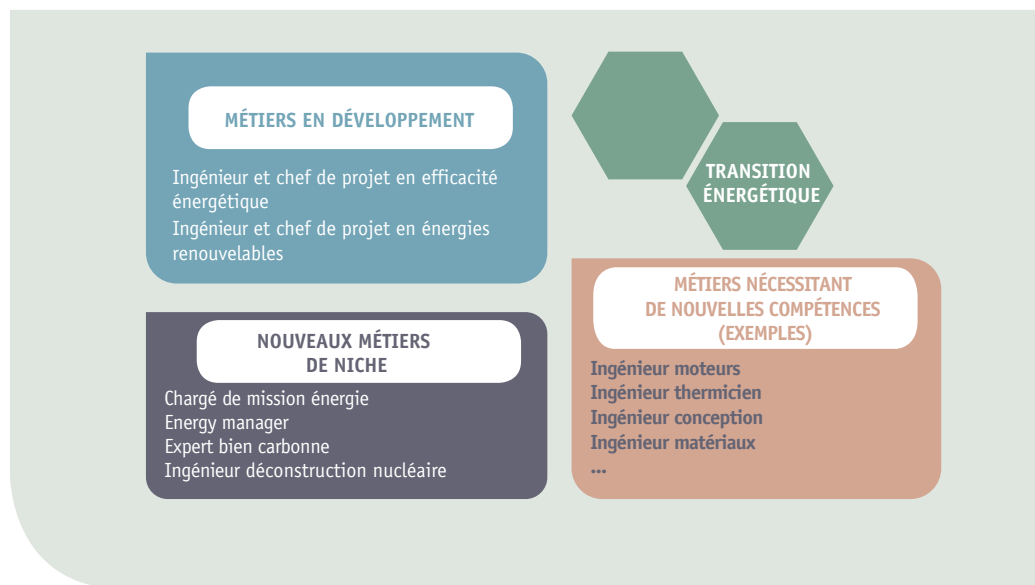 MÉTIERS EN DÉVELOPPEMENT
Ingénieur et chef de projet en efficacité
énergétique
Ingénieur et chef de projet en énergies
renouvelables
TRANSITION
ÉNERGÉTIQUE
NOUVEAUX MÉTIERS
DE NICHE
Chargé de mission énergie
Energy manager
Expert bien carbonne
Ingénieur déconstruction nucléaire
MÉTIERS NÉCESSITANT
DE NOUVELLES COMPÉTENCES
(EXEMPLES)
Ingénieur moteurs
Ingénieur thermicien
Ingénieur conception
Ingénieur matériaux
...